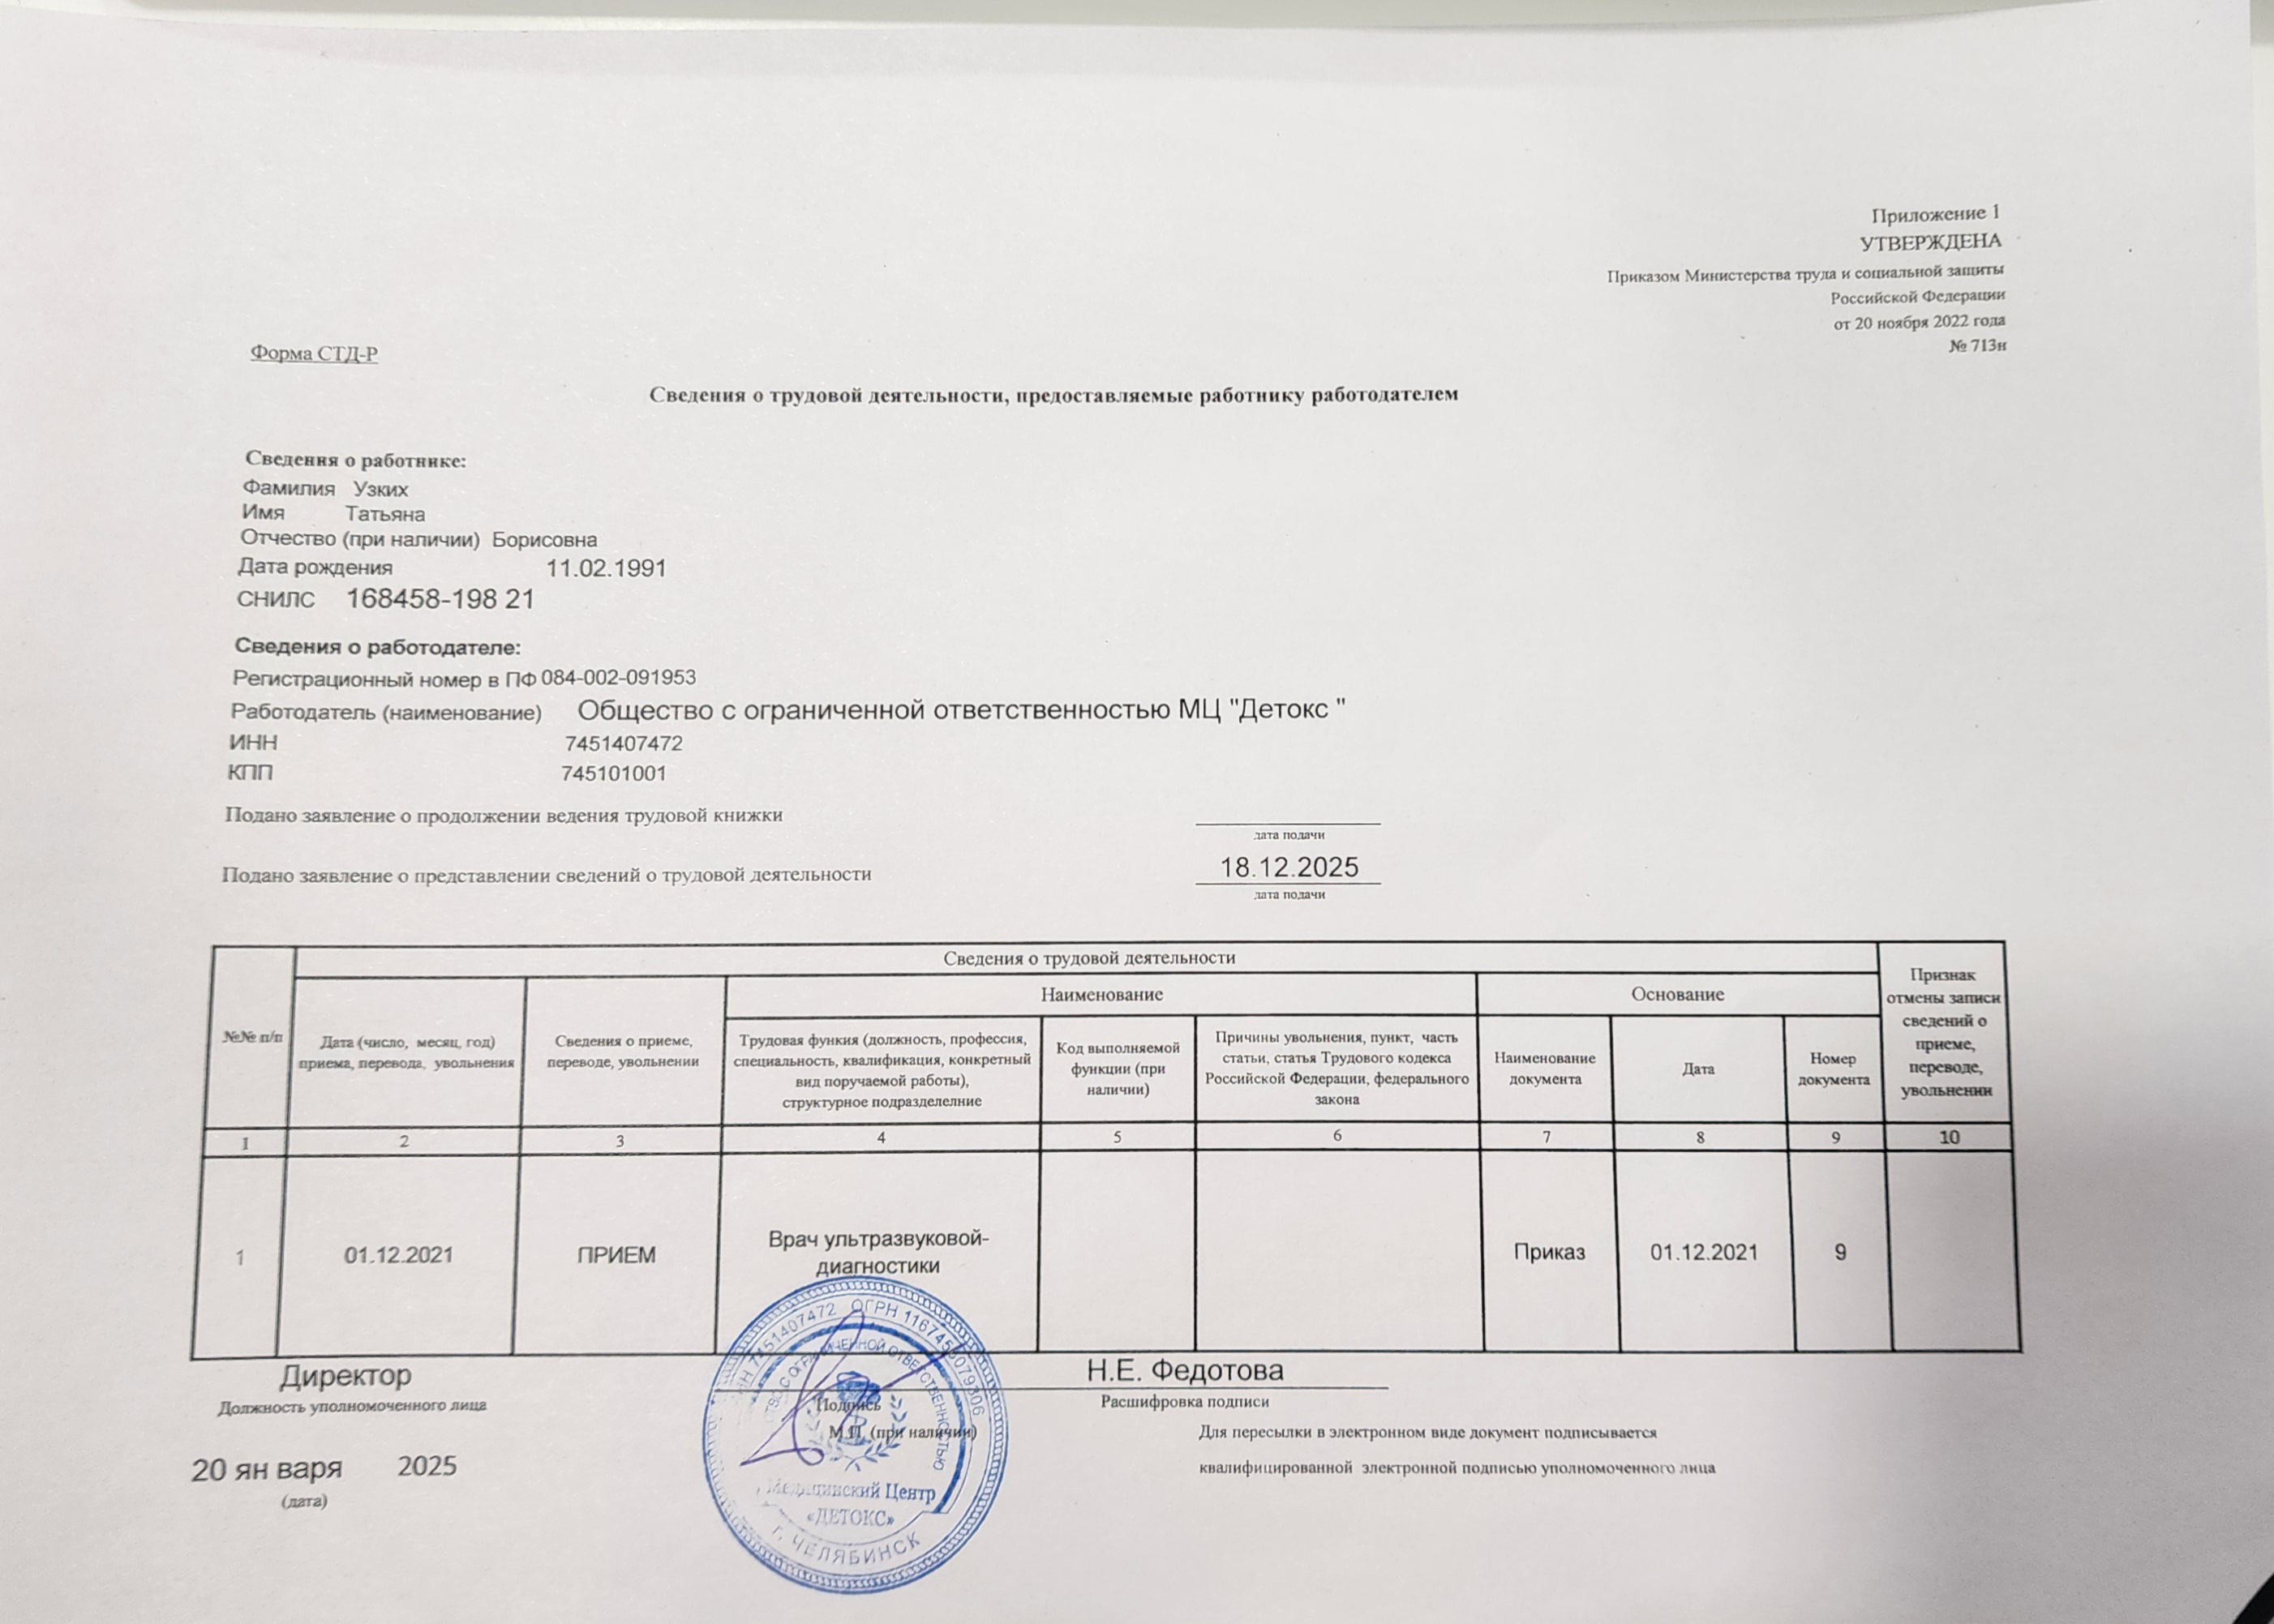 Приложение 1
УТВЕРЖДЕНА
Приказом Министерства труда и социальной защиты
Российской Федерации
от 20 ноября 2022 года
№ 713н
Форма СТД-Р
Сведения о трудовой деятельности, предоставляемые работнику работодателем
Сведения о работнике:
Фамилия Узких
Имя Татьяна
Отчество (при наличии) Борисовна
Дата рождения 11.02.1991
СНИЛС 168458-198 21
Сведения о работодателе:
Регистрационный номер в ПФ 084-002-091953
Работодатель (наименование) Общество с ограниченной ответственностью МЦ "Детокс "
ИНН 7451407472
КПП 745101001
Подано заявление о продолжении ведения трудовой книжки
дата подачи
Подано заявление о представлении сведений о трудовой деятельности 18.12.2025
дата подачи
№№ п/п
Сведения о трудовой деятельности
Признак отмены записи сведений о приеме, переводе, увольнении
Дата (число, месяц, год) приема, перевода, увольнения
Сведения о приеме, переводе, увольнении
Наименование
Основание
Трудовая функия (должность, профессия, специальность, квалификация, конкретный вид поручаемой работы), структурное подразделелние
Код выполняемой функции (при наличии)
Причины увольнения, пункт, часть статьи, статья Трудового кодекса Российской Федерации, федерального закона
Наименование документа
Дата
Номер документа
1 2 3 4 5 6 7 8 9 10
1 01.12.2021 ПРИЕМ Врач ультразвуковой- диагностики Приказ 01.12.2021 9
Директор Н.Е. Федотова
Должность уполномоченного лица Подпись Расшифровка подписи
М.П. (при наличии)
Для пересылки в электронном виде документ подписывается
квалифицированной электронной подписью уполномоченного лица
20 ян варя 2025
(дата)
7451407472 ОГРН 1167456079306
ОГРАНИЧЕННОЙ ОТВЕТСТВЕННОСТЬЮ
Медицинский Центр
«ДЕТОКС»
г. ЧЕЛЯБИНСК